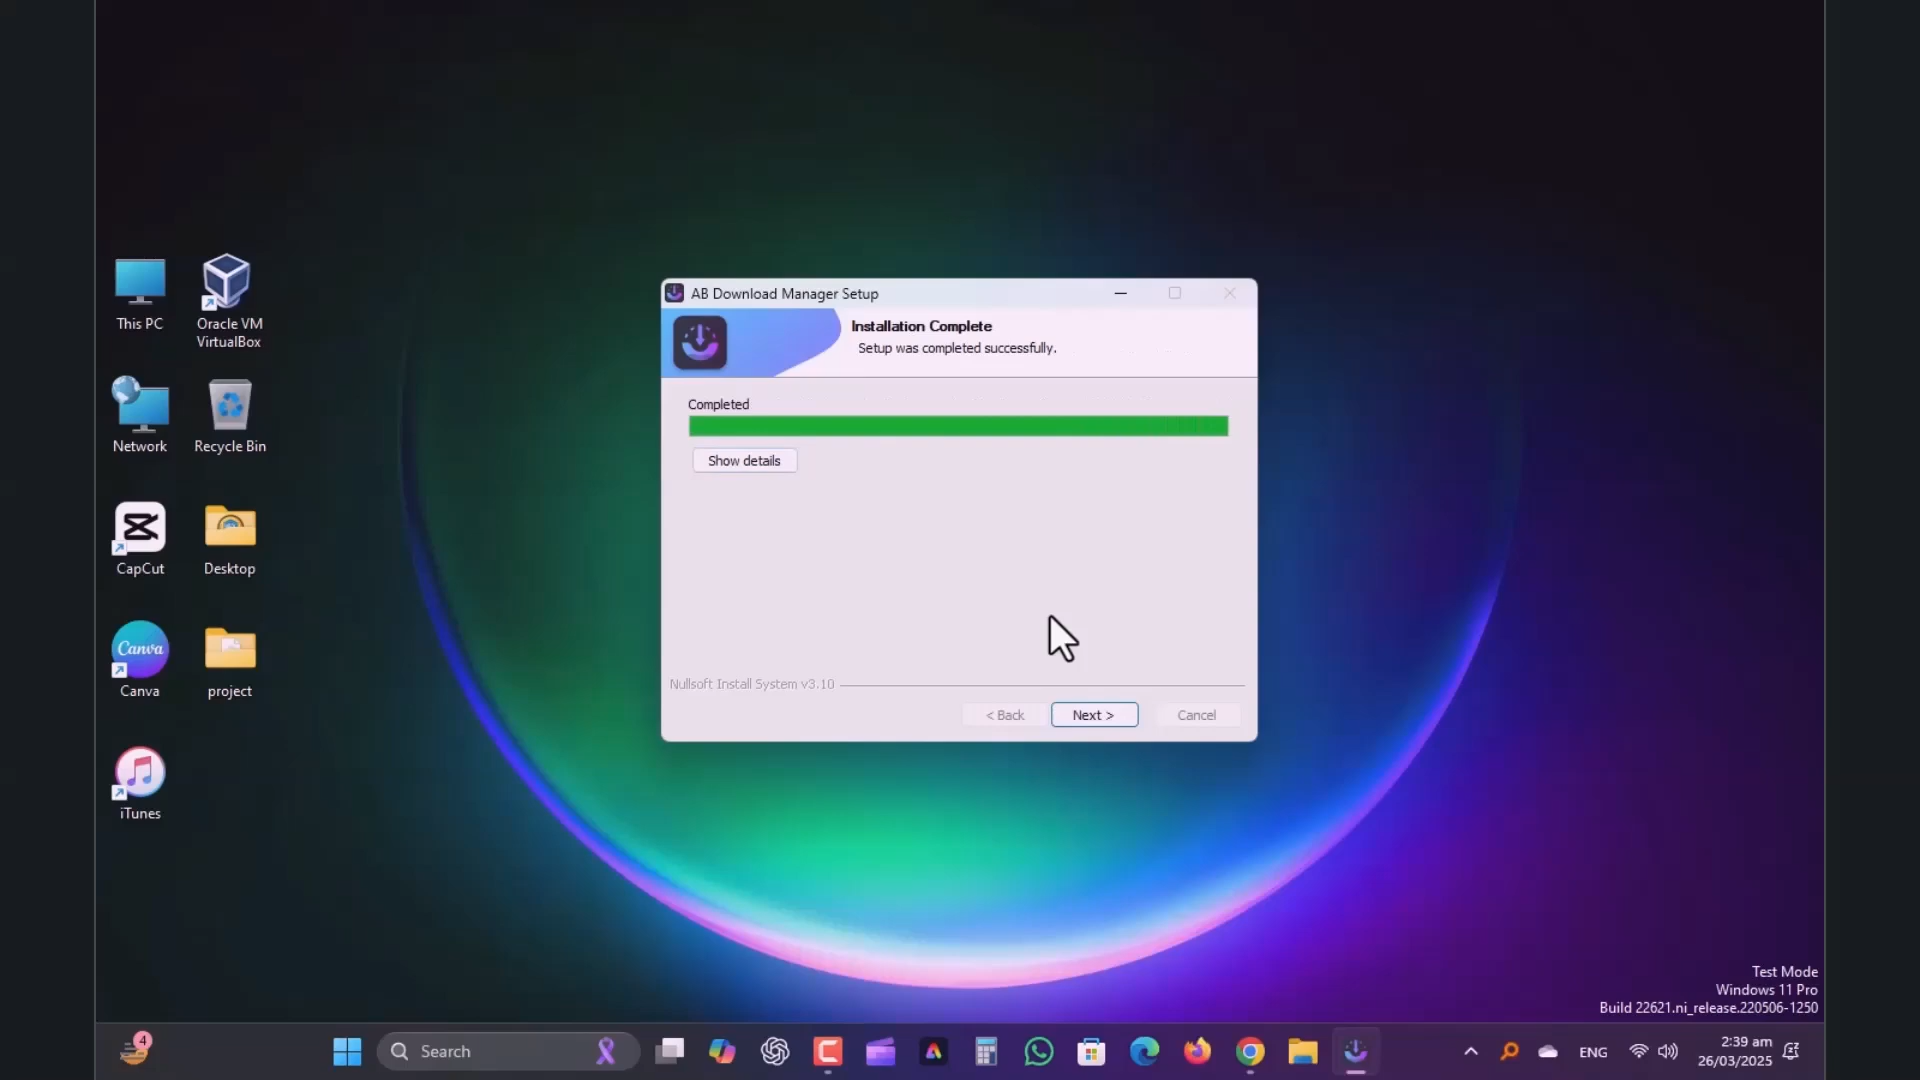 This PC
Oracle VM
VirtualBox
Network
Recycle Bin
CapCut
Desktop
Canva
Canva
project
iTunes
AB Download Manager Setup
Installation Complete
Setup was completed successfully.
Completed
Show details
Nullsoft Install System v3.10
< Back
Next >
Cancel
Test Mode
Windows 11 Pro
Build 22621.ni_release.220506-1250
4
Search
ENG
2:39 am
26/03/2025